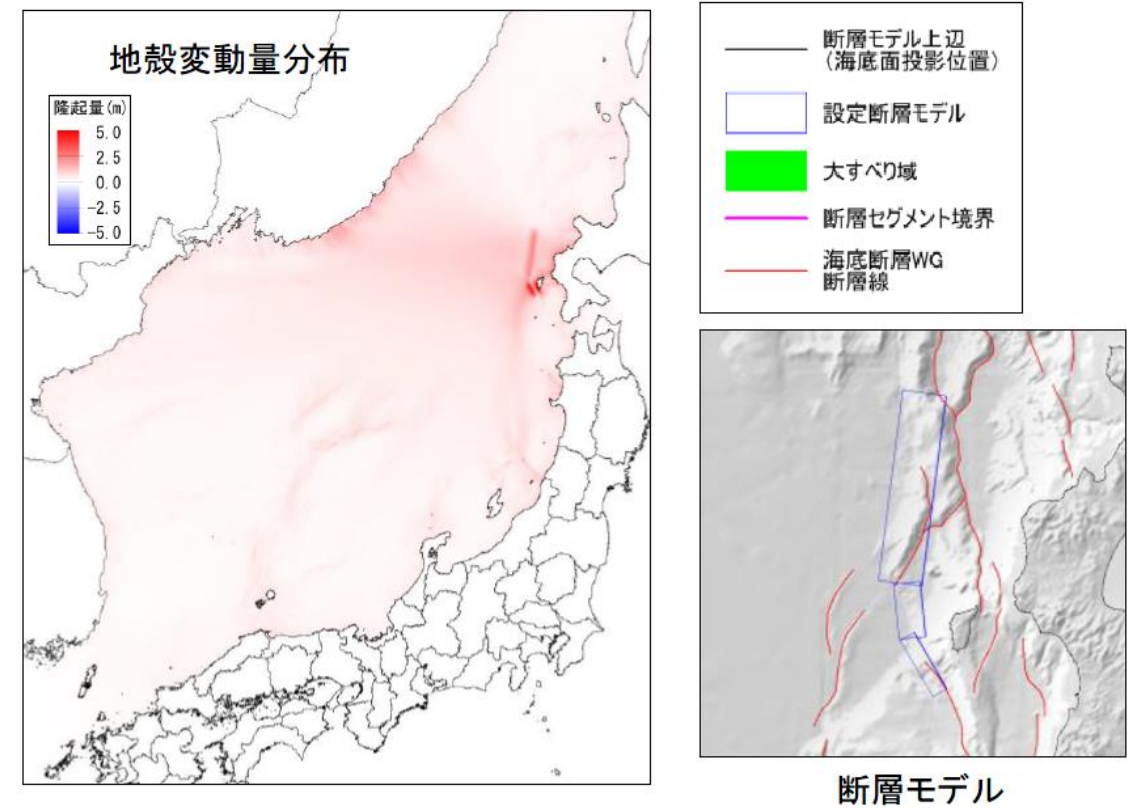 地殻変動量分布
隆起量(m)
5.0
2.5
0.0
-2.5
-5.0
断層モデル上辺
(海底面投影位置)
設定断層モデル
大すべり域
断層セグメント境界
海底断層WG
断層線
断層モデル